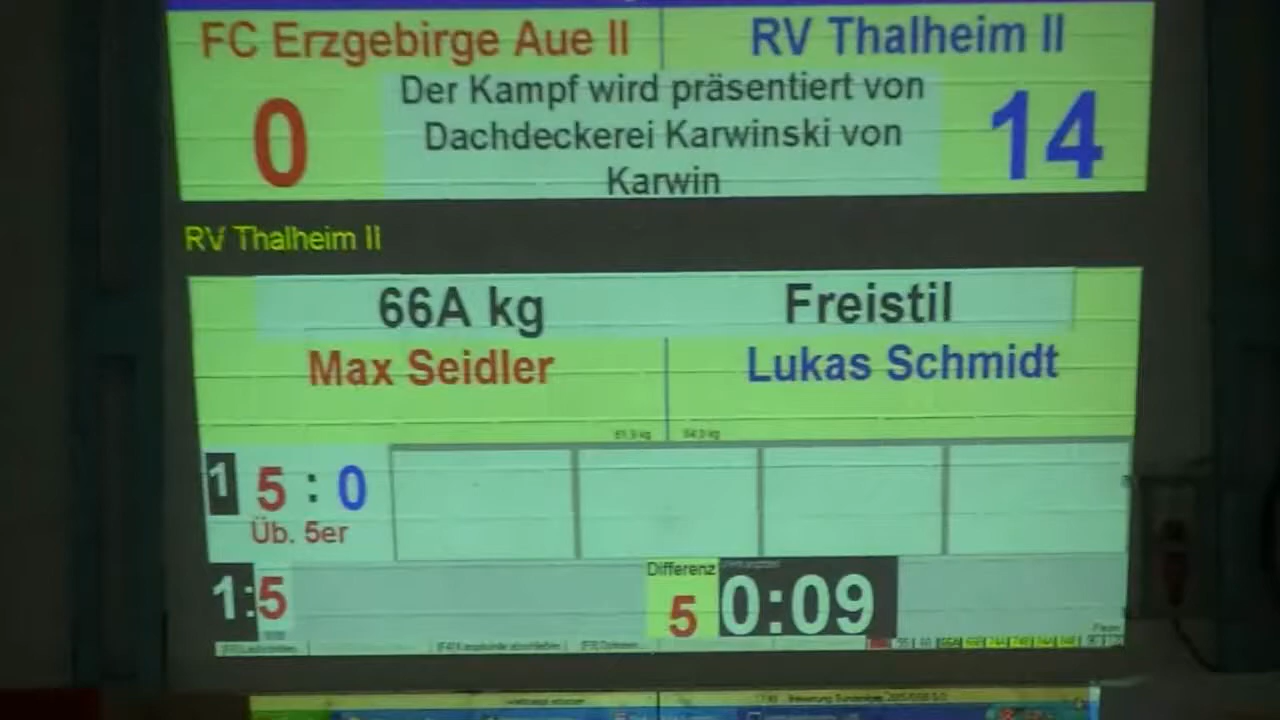 FC Erzgebirge Aue II RV Thalheim II
0 14
Der Kampf wird präsentiert von
Dachdeckerei Karwinski von
Karwin
RV Thalheim II
66A kg Freistil
Max Seidler Lukas Schmidt
1 5 : 0
Üb. 5er
Differenz
1:5 5 0:09